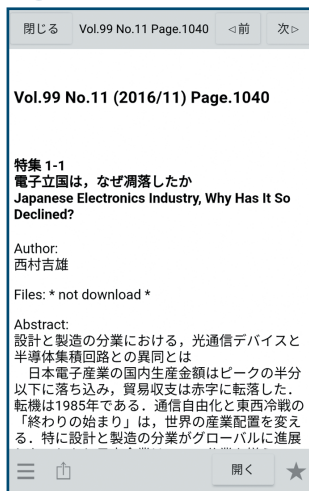 閉じる Vol.99 No.11 Page.1040 ◁前 次▷
Vol.99 No.11 (2016/11) Page.1040
特集 1-1
電子立国は，なぜ凋落したか
Japanese Electronics Industry, Why Has It So
Declined?
Author:
西村吉雄
Files: * not download *
Abstract:
設計と製造の分業における，光通信デバイスと
半導体集積回路との異同とは
　日本電子産業の国内生産金額はピークの半分
以下に落ち込み，貿易収支は赤字に転落した．
転機は1985年である．通信自由化と東西冷戦の
「終わりの始まり」は，世界の産業配置を変え
る．特に設計と製造の分業がグローバルに進展
開く